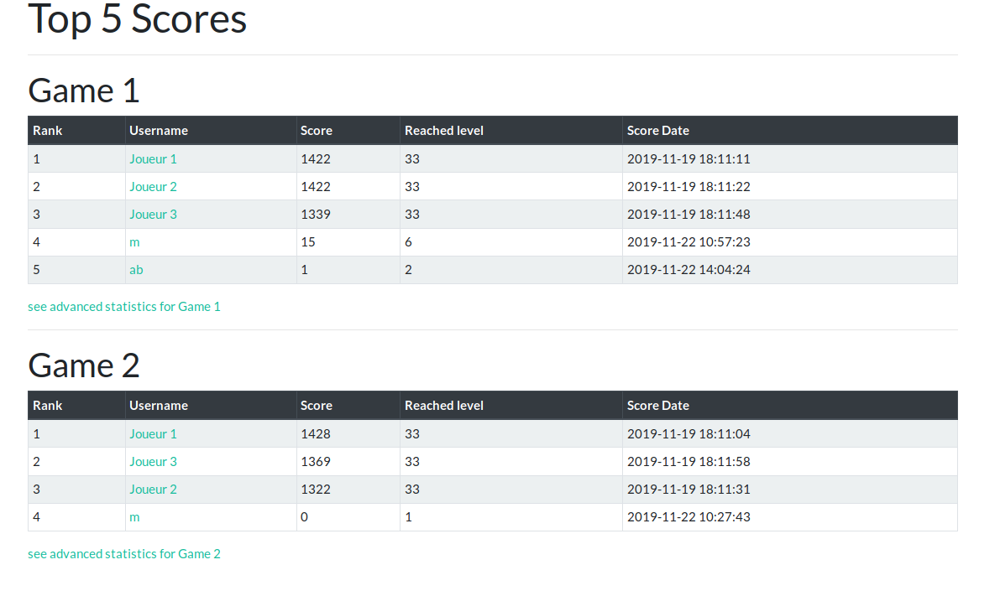 Top 5 Scores
Game 1
Rank Username Score Reached level Score Date
1 Joueur 1 1422 33 2019-11-19 18:11:11
2 Joueur 2 1422 33 2019-11-19 18:11:22
3 Joueur 3 1339 33 2019-11-19 18:11:48
4 m 15 6 2019-11-22 10:57:23
5 ab 1 2 2019-11-22 14:04:24
see advanced statistics for Game 1
Game 2
Rank Username Score Reached level Score Date
1 Joueur 1 1428 33 2019-11-19 18:11:04
2 Joueur 3 1369 33 2019-11-19 18:11:58
3 Joueur 2 1322 33 2019-11-19 18:11:31
4 m 0 1 2019-11-22 10:27:43
see advanced statistics for Game 2